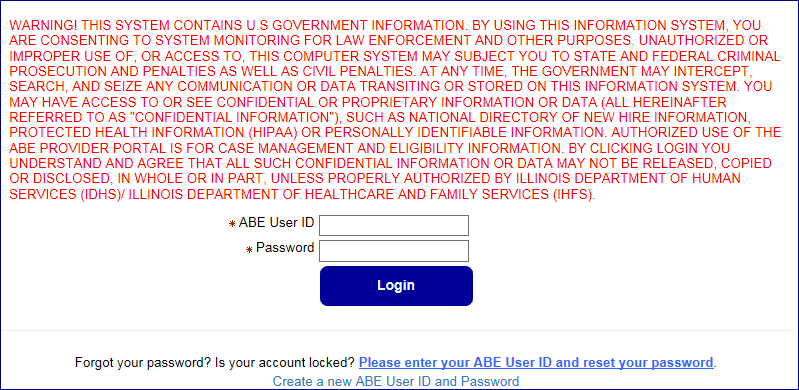 WARNING! THIS SYSTEM CONTAINS U.S GOVERNMENT INFORMATION. BY USING THIS INFORMATION SYSTEM, YOU
ARE CONSENTING TO SYSTEM MONITORING FOR LAW ENFORCEMENT AND OTHER PURPOSES. UNAUTHORIZED OR
IMPROPER USE OF, OR ACCESS TO, THIS COMPUTER SYSTEM MAY SUBJECT YOU TO STATE AND FEDERAL CRIMINAL
PROSECUTION AND PENALTIES AS WELL AS CIVIL PENALTIES. AT ANY TIME, THE GOVERNMENT MAY INTERCEPT,
SEARCH, AND SEIZE ANY COMMUNICATION OR DATA TRANSITING OR STORED ON THIS INFORMATION SYSTEM. YOU
MAY HAVE ACCESS TO OR SEE CONFIDENTIAL OR PROPRIETARY INFORMATION OR DATA (ALL HEREINAFTER
REFERRED TO AS "CONFIDENTIAL INFORMATION"), SUCH AS NATIONAL DIRECTORY OF NEW HIRE INFORMATION,
PROTECTED HEALTH INFORMATION (HIPAA) OR PERSONALLY IDENTIFIABLE INFORMATION. AUTHORIZED USE OF THE
ABE PROVIDER PORTAL IS FOR CASE MANAGEMENT AND ELIGIBILITY INFORMATION. BY CLICKING LOGIN YOU
UNDERSTAND AND AGREE THAT ALL SUCH CONFIDENTIAL INFORMATION OR DATA MAY NOT BE RELEASED, COPIED
OR DISCLOSED, IN WHOLE OR IN PART, UNLESS PROPERLY AUTHORIZED BY ILLINOIS DEPARTMENT OF HUMAN
SERVICES (IDHS)/ ILLINOIS DEPARTMENT OF HEALTHCARE AND FAMILY SERVICES (IHFS).
* ABE User ID
* Password
Login
Forgot your password? Is your account locked? Please enter your ABE User ID and reset your password.
Create a new ABE User ID and Password